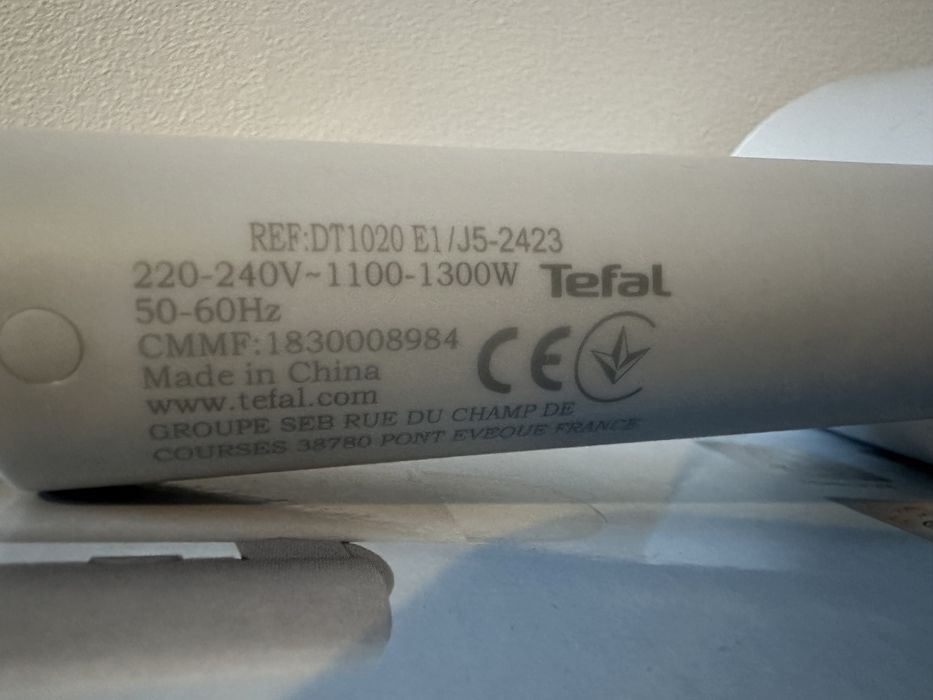 REF:DT1020 E1/J5-2423
220-240V~1100-1300W Tefal
50-60Hz
CMMF:1830008984
Made in China
www.tefal.com
GROUPE SEB RUE DU CHAMP DE
COURSES 38780 PONT EVEQUE FRANCE
CE